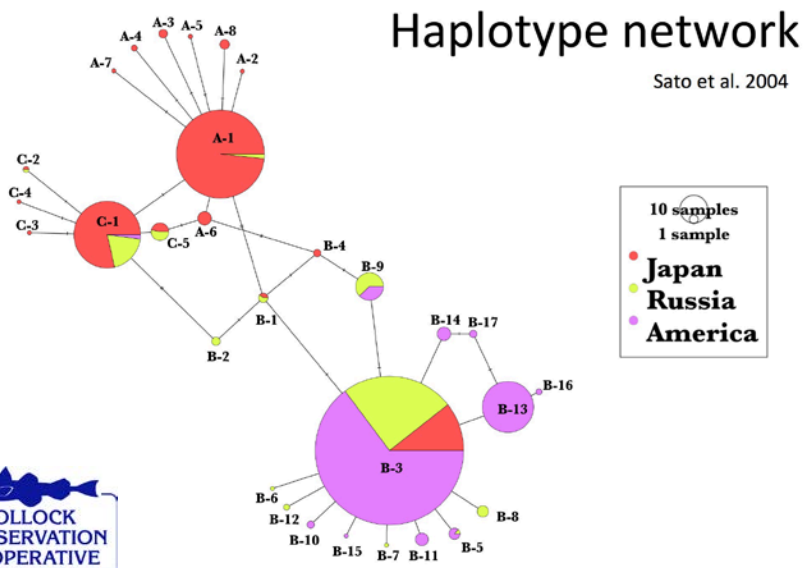 Haplotype network
Sato et al. 2004
A-3
A-5
A-8
A-4
A-7
A-2
A-1
C-2
C-4
C-3
C-1
C-5
A-6
B-4
B-9
B-1
B-2
B-14
B-17
B-16
B-13
B-3
B-6
B-12
B-10
B-15
B-7
B-11
B-5
B-8
10 samples
1 sample
Japan
Russia
America
OLLOCK
SERVATION
OPERATIVE